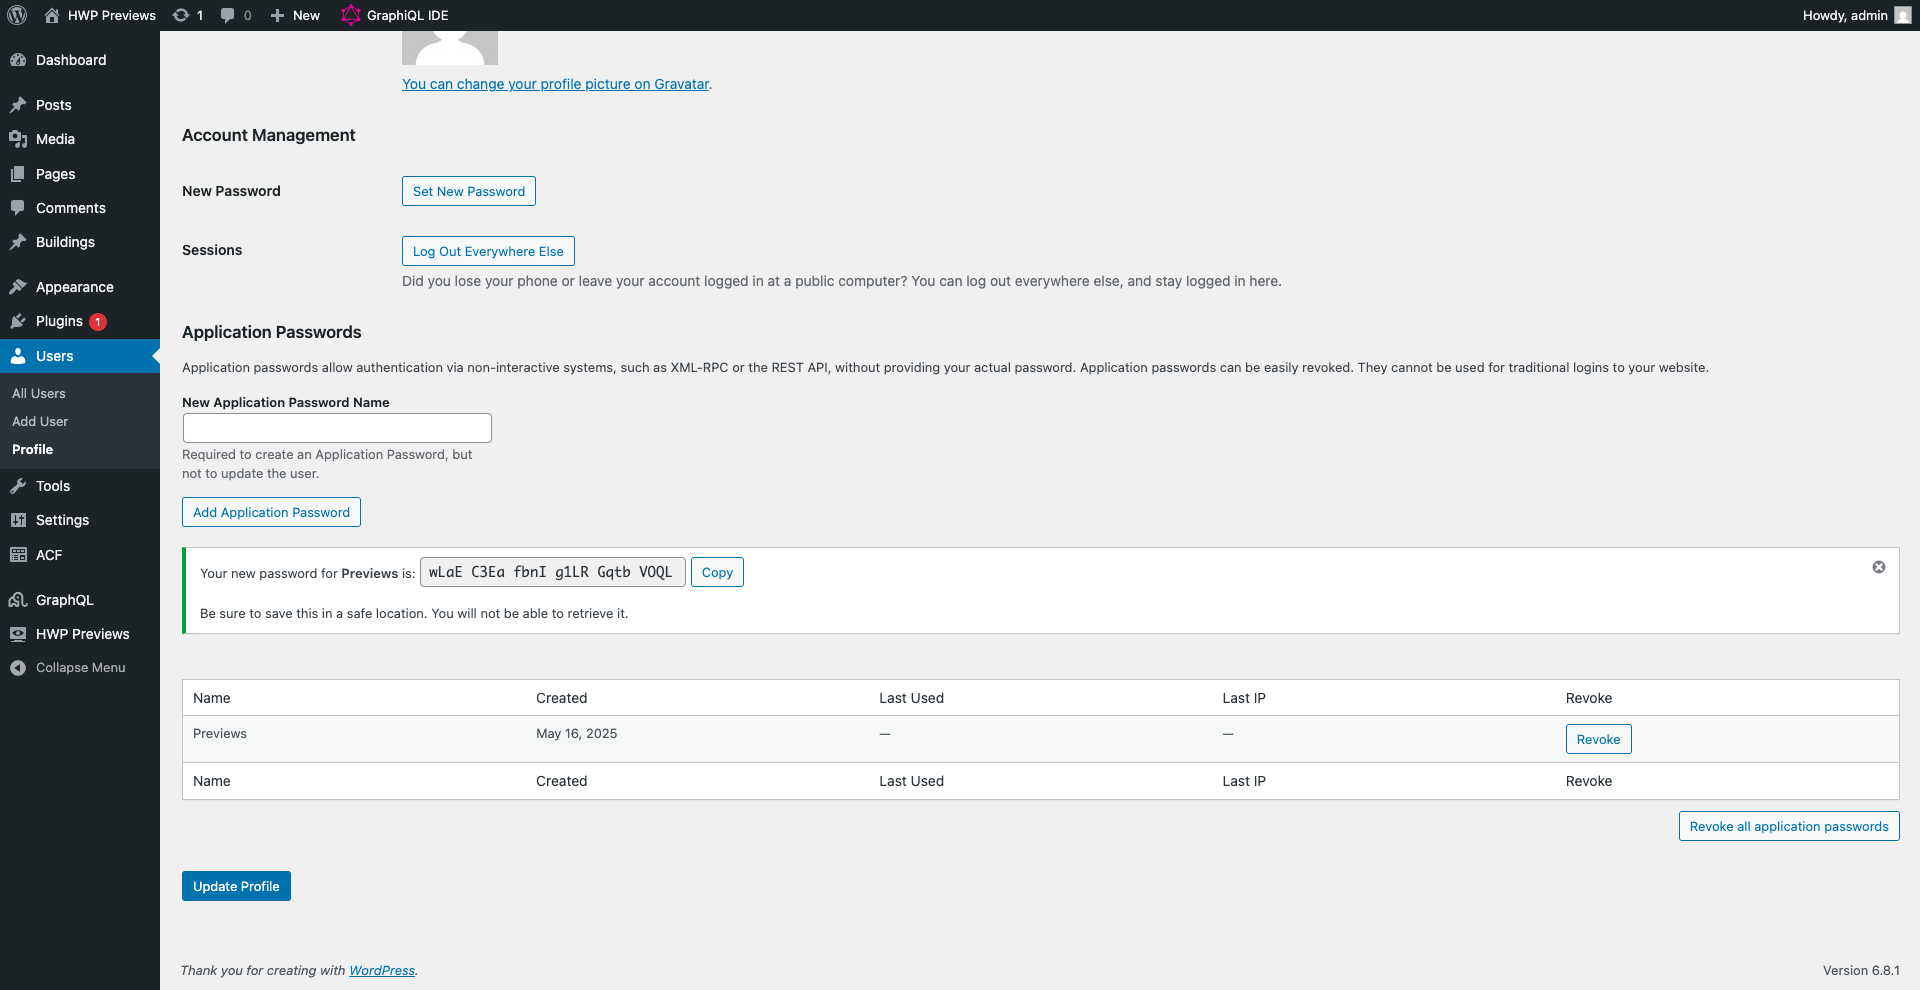 HWP Previews
1
0
New
GraphiQL IDE
Howdy, admin
Dashboard
Posts
Media
Pages
Comments
Buildings
Appearance
Plugins 1
Users
All Users
Add User
Profile
Tools
Settings
ACF
GraphQL
HWP Previews
Collapse Menu
You can change your profile picture on Gravatar.
Account Management
New Password
Set New Password
Sessions
Log Out Everywhere Else
Did you lose your phone or leave your account logged in at a public computer? You can log out everywhere else, and stay logged in here.
Application Passwords
Application passwords allow authentication via non-interactive systems, such as XML-RPC or the REST API, without providing your actual password. Application passwords can be easily revoked. They cannot be used for traditional logins to your website.
New Application Password Name
Required to create an Application Password, but
not to update the user.
Add Application Password
Your new password for Previews is: wLaE C3Ea fbnI g1LR Gqtb VOQL Copy
Be sure to save this in a safe location. You will not be able to retrieve it.
Name Created Last Used Last IP Revoke
Previews May 16, 2025 — — Revoke
Name Created Last Used Last IP Revoke
Revoke all application passwords
Update Profile
Thank you for creating with WordPress.
Version 6.8.1